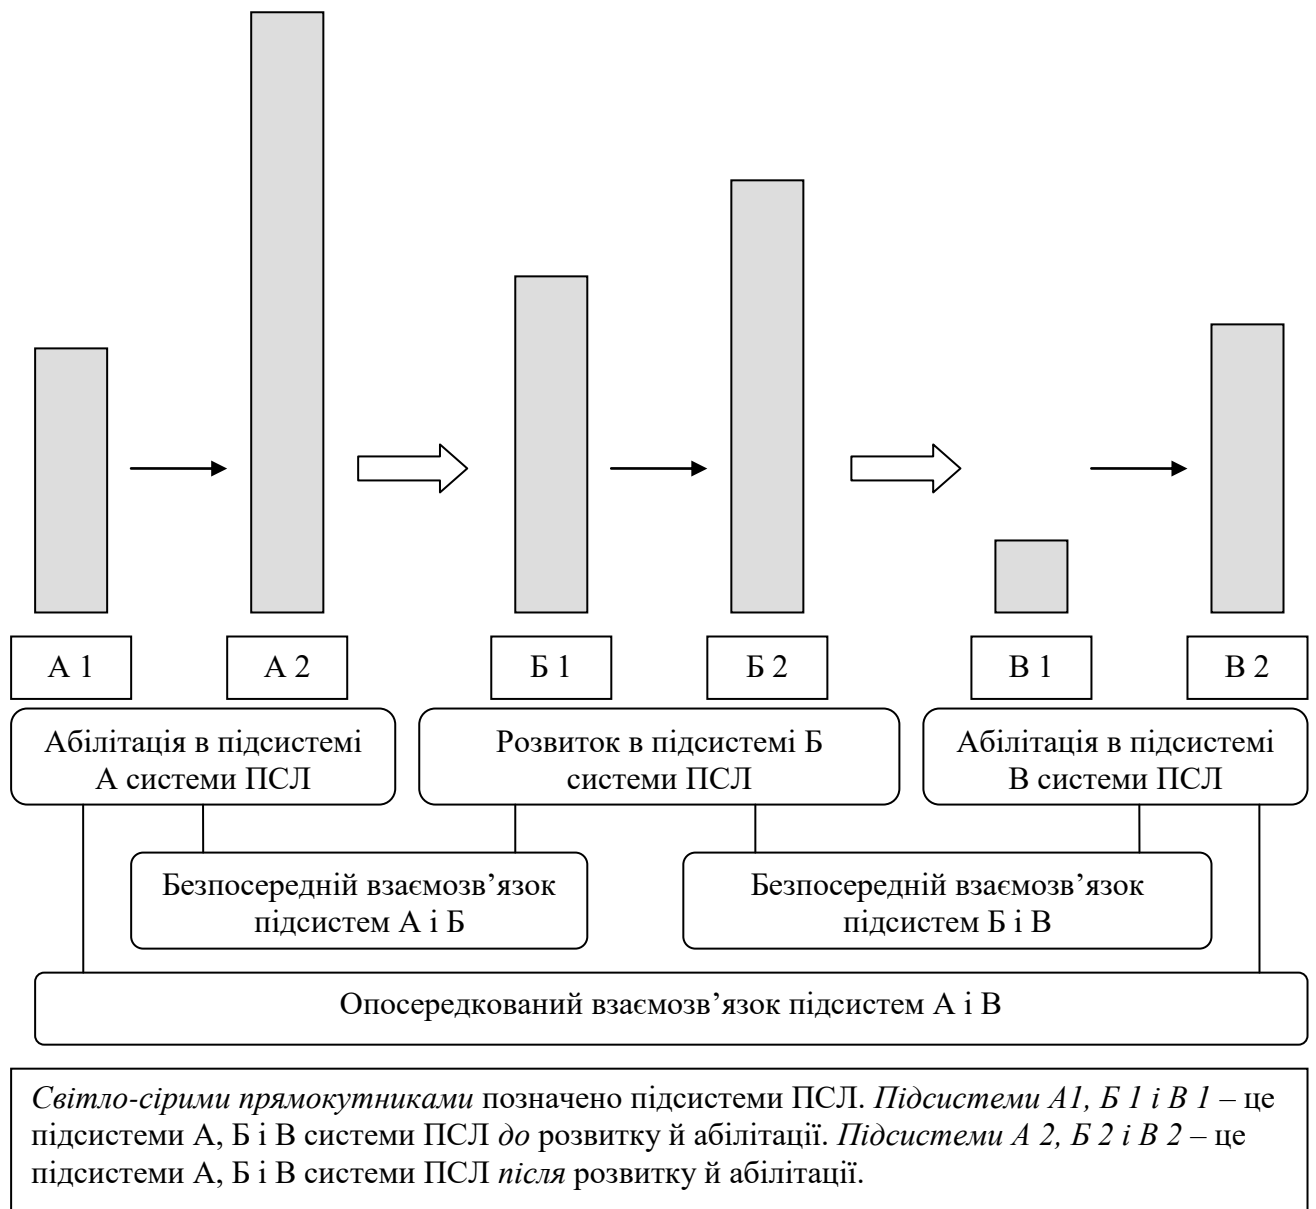 А 1
А 2
Б 1
Б 2
В 1
В 2
Абілітація в підсистемі
А системи ПСЛ
Розвиток в підсистемі Б
системи ПСЛ
Абілітація в підсистемі
В системи ПСЛ
Безпосередній взаємозв’язок
підсистем А і Б
Безпосередній взаємозв’язок
підсистем Б і В
Опосередкований взаємозв’язок підсистем А і В
Світло-сірими прямокутниками позначено підсистеми ПСЛ. Підсистеми А1, Б 1 і В 1 – це
підсистеми А, Б і В системи ПСЛ до розвитку й абілітації. Підсистеми А 2, Б 2 і В 2 – це
підсистеми А, Б і В системи ПСЛ після розвитку й абілітації.